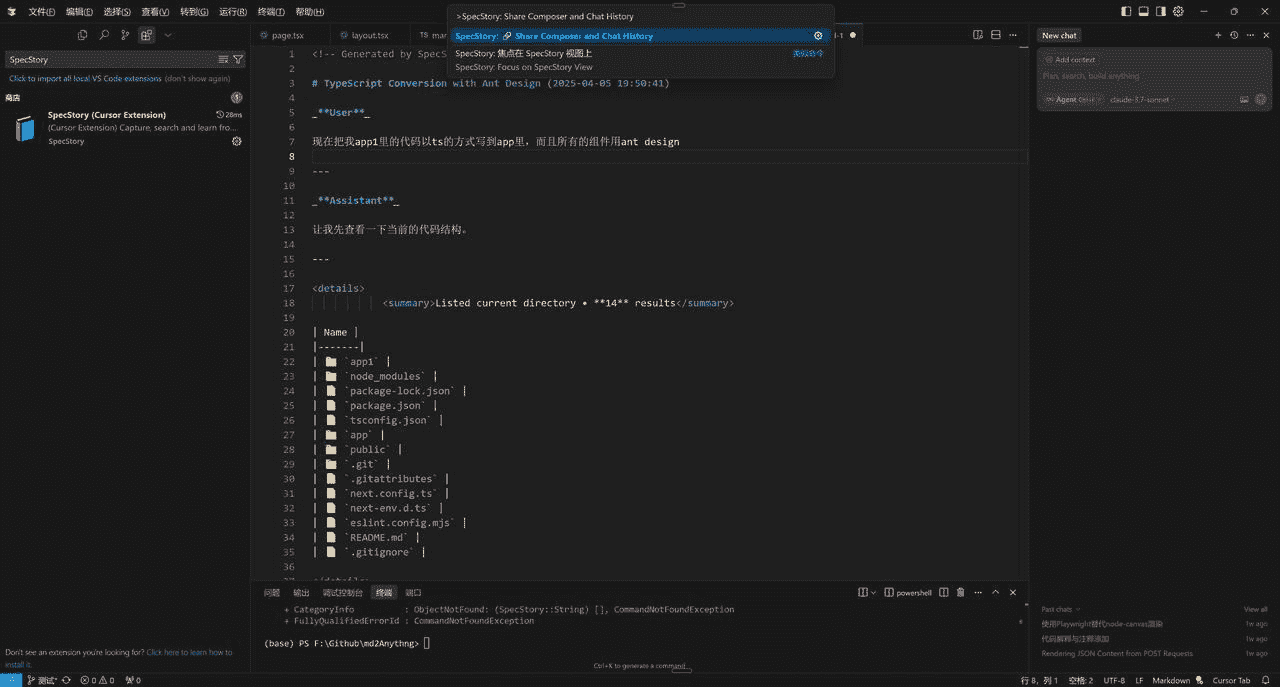 文件(F) 编辑(E) 选择(S) 查看(V) 转到(G) 运行(R) 终端(T) 帮助(H)
>SpecStory: Share Composer and Chat History
SpecStory: 🔗 Share Composer and Chat History
SpecStory: 焦点在 SpecStory 视图上
类似命令
SpecStory: Focus on SpecStory View
SpecStory
Click to import all local VS Code extensions (don't show again)
商店
1
SpecStory (Cursor Extension)
28ms
(Cursor Extension) Capture, search and learn fro...
SpecStory
Don't see an extension you're looking for? Click here to learn how to
install it.
page.tsx layout.tsx
1 <!-- Generated by SpecS
2
3 # TypeScript Conversion with Ant Design (2025-04-05 19:50:41)
4
5 _**User**_
6
7 现在把我app1里的代码以ts的方式写到app里,而且所有的组件用ant design
8
9 ---
10
11 _**Assistant**_
12
13 让我先查看一下当前的代码结构。
14
15 ---
16
17 <details>
18 <summary>Listed current directory • **14** results</summary>
19
20 | Name |
21 |-------|
22 | 📁 `app1` |
23 | 📁 `node_modules` |
24 | 📄 `package-lock.json` |
25 | 📄 `package.json` |
26 | 📄 `tsconfig.json` |
27 | 📁 `app` |
28 | 📁 `public` |
29 | 📁 `.git` |
30 | 📄 `.gitattributes` |
31 | 📄 `next.config.ts` |
32 | 📄 `next-env.d.ts` |
33 | 📄 `eslint.config.mjs` |
34 | 📄 `README.md` |
35 | 📄 `.gitignore` |
36
问题 输出 调试控制台 终端 端口
powershell
+ CategoryInfo : ObjectNotFound: (SpecStory::String) [], CommandNotFoundException
+ FullyQualifiedErrorId : CommandNotFoundException
(base) PS F:\Github\md2Anythng>
Ctrl+K to generate a command
New chat
Add context
Plan, search, build anything
Agent claude-3.7-sonnet
Past chats
View all
使用Playwright替代node-canvas渲染 1w ago
代码解释与注释添加 1w ago
Rendering JSON Content from POST Requests 1w ago
测试* 0 0 0
行 8, 列 1 空格: 2 UTF-8 LF Markdown Cursor Tab